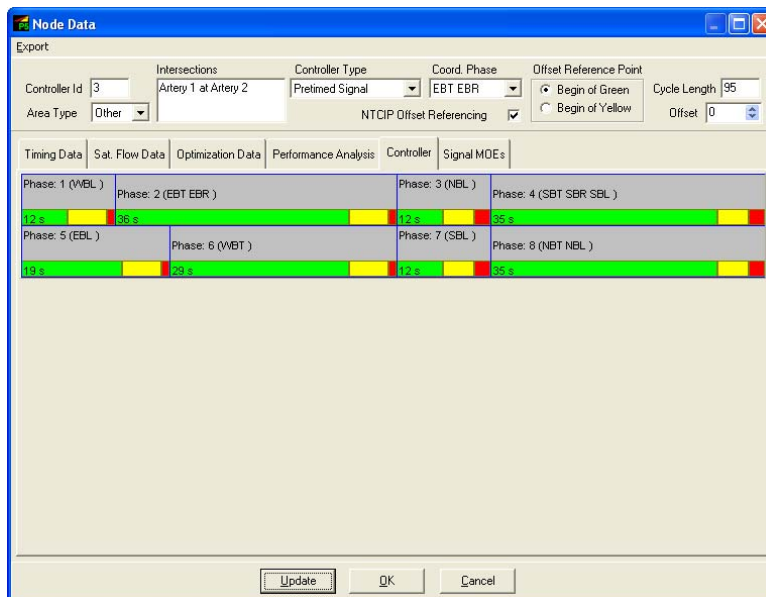 Node Data
Export
Intersections Controller Type Coord. Phase Offset Reference Point
Controller Id 3 Artery 1 at Artery 2 Pretimed Signal EBT EBR Begin of Green Cycle Length 95
Area Type Other NTCIP Offset Referencing Begin of Yellow Offset 0
Timing Data Sat. Flow Data Optimization Data Performance Analysis Controller Signal MOEs
Phase: 1 (WBL ) Phase: 2 (EBT EBR ) Phase: 3 (NBL ) Phase: 4 (SBT SBR SBL )
12 s 36 s 12 s 35 s
Phase: 5 (EBL ) Phase: 6 (WBT ) Phase: 7 (SBL ) Phase: 8 (NBT NBL )
19 s 29 s 12 s 35 s
Update OK Cancel